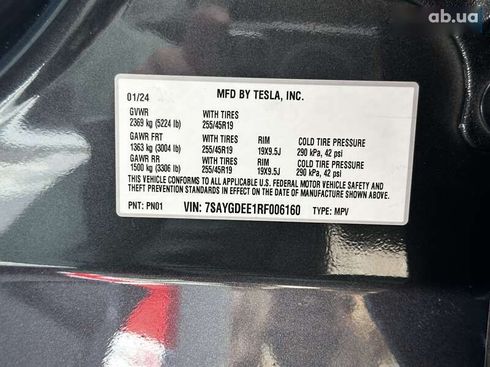 ab.ua
01/24 MFD BY TESLA, INC.
GVWR WITH TIRES
2369 kg (5224 lb) 255/45R19
GAWR FRT WITH TIRES RIM COLD TIRE PRESSURE
1363 kg (3004 lb) 255/45R19 19X9.5J 290 kPa, 42 psi
GAWR RR WITH TIRES RIM COLD TIRE PRESSURE
1500 kg (3306 lb) 255/45R19 19X9.5J 290 kPa, 42 psi
THIS VEHICLE CONFORMS TO ALL APPLICABLE U.S. FEDERAL MOTOR VEHICLE SAFETY AND
THEFT PREVENTION STANDARDS IN EFFECT ON THE DATE OF MANUFACTURE SHOWN ABOVE.
PNT: PN01 VIN: 7SAYGDEE1RF006160 TYPE: MPV